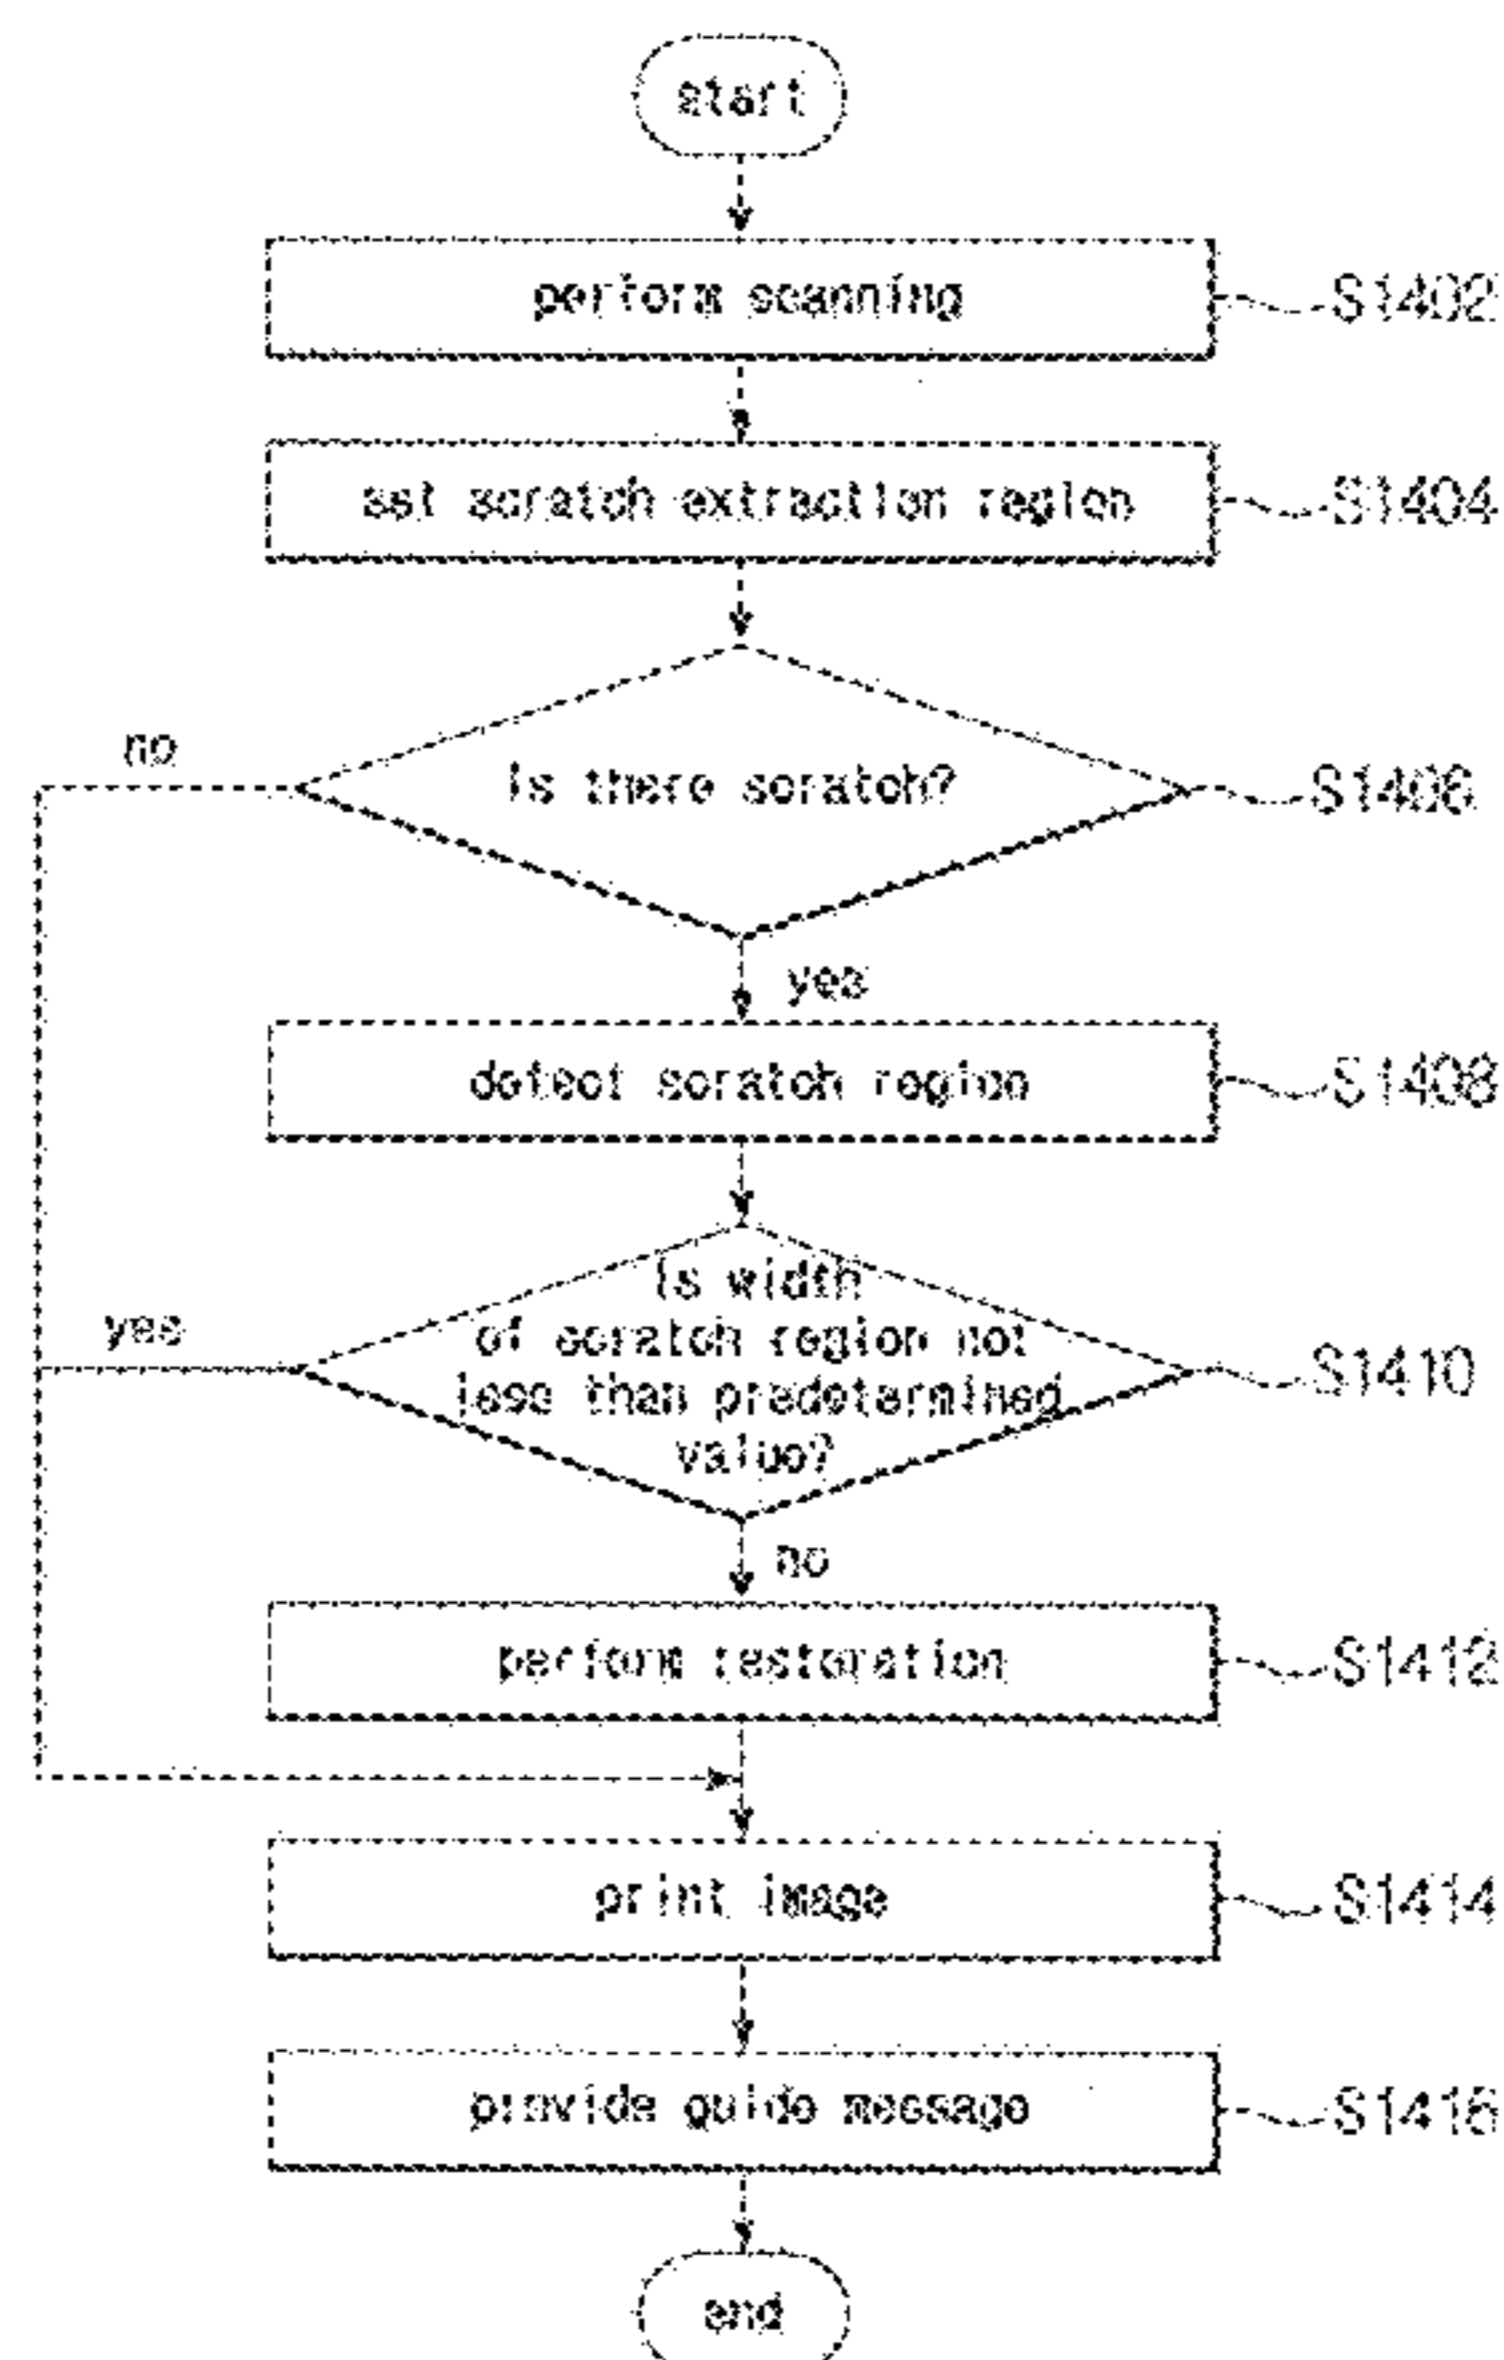 start
perform scanning
S1402
set scratch extraction region
S1404
no
Is there scratch?
S1406
yes
detect scratch region
S1408
Is width
of scratch region not
less than predetermined
value?
yes
S1410
no
perform restoration
S1412
print image
S1414
provide guide message
S1416
end